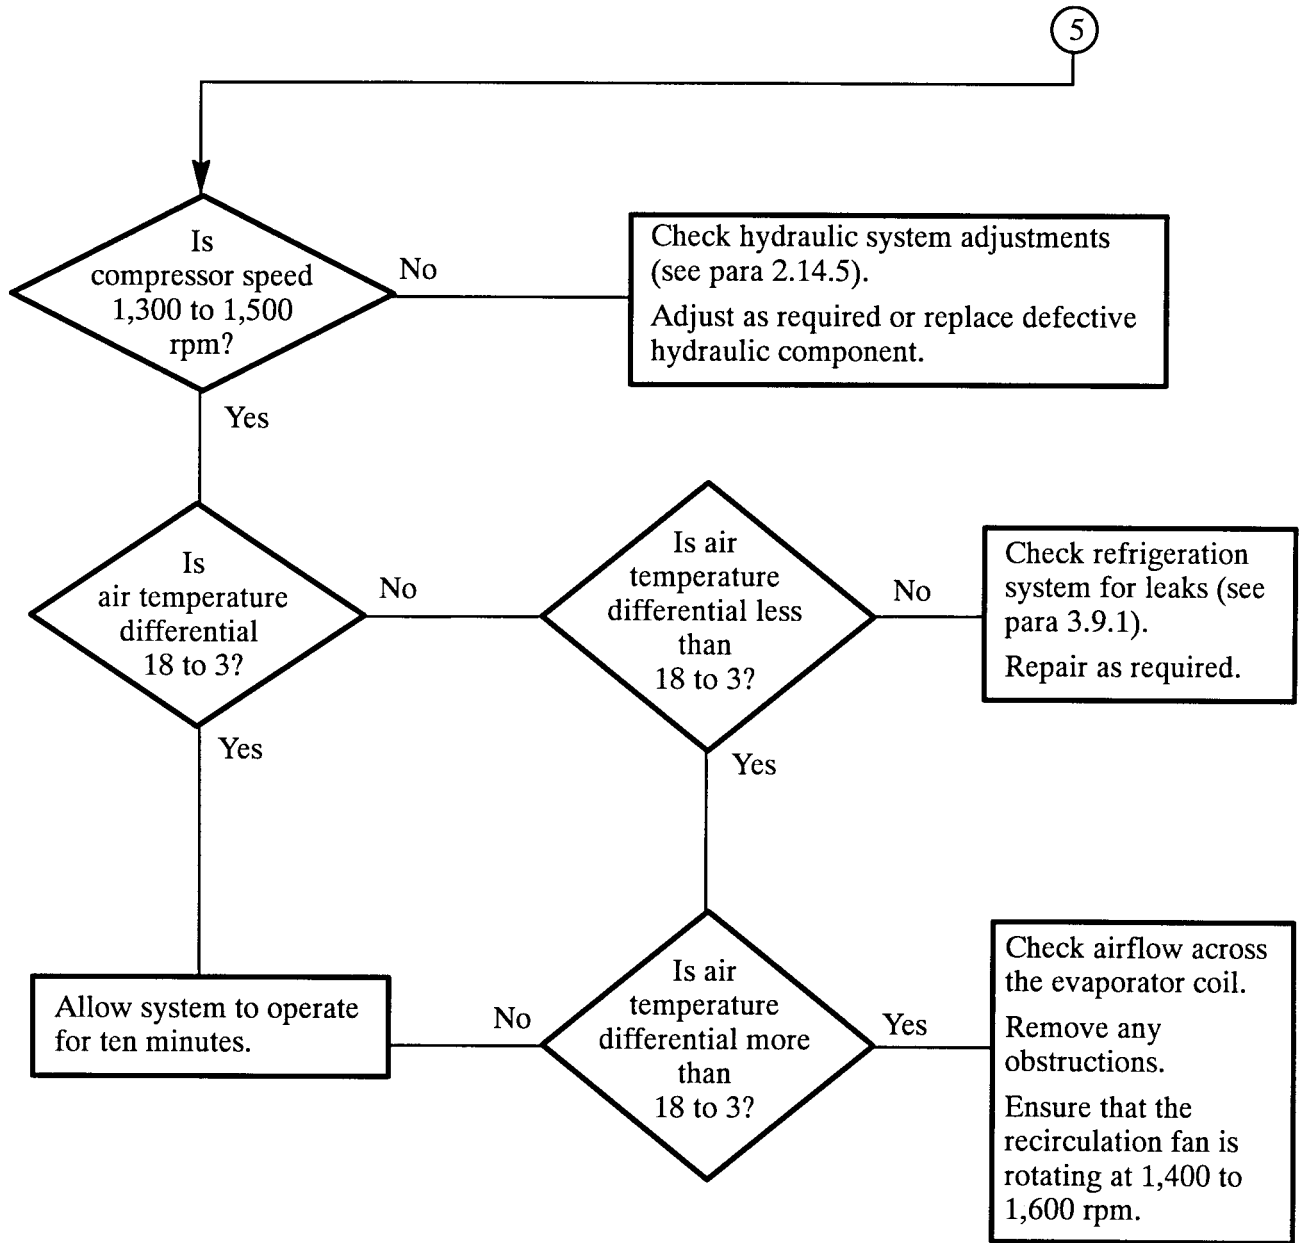 5
Is
compressor speed
1,300 to 1,500
rpm?
No
Check hydraulic system adjustments
(see para 2.14.5).
Adjust as required or replace defective
hydraulic component.
Yes
Is
air temperature
differential
18 to 3?
No
Is air
temperature
differential less
than
18 to 3?
No
Check refrigeration
system for leaks (see
para 3.9.1).
Repair as required.
Yes
Yes
Allow system to operate
for ten minutes.
No
Is air
temperature
differential more
than
18 to 3?
Yes
Check airflow across
the evaporator coil.
Remove any
obstructions.
Ensure that the
recirculation fan is
rotating at 1,400 to
1,600 rpm.